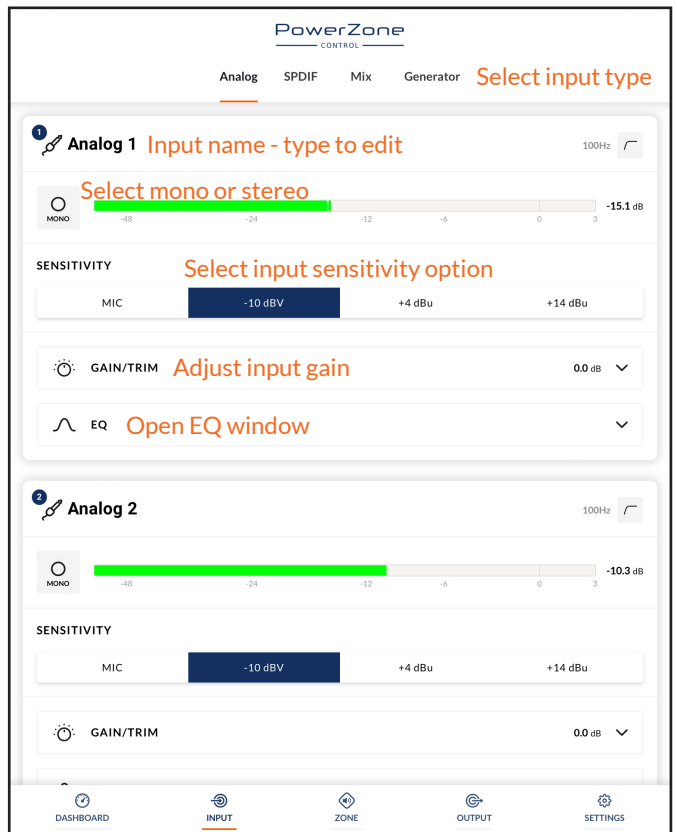 PowerZone
CONTROL
Analog SPDIF Mix Generator Select input type
1
Analog 1 Input name - type to edit 100Hz
Select mono or stereo
MONO
-15.1 dB
-48 -24 -12 -6 0 3
SENSITIVITY
Select input sensitivity option
MIC -10 dBV +4 dBu +14 dBu
GAIN/TRIM Adjust input gain 0.0 dB
EQ Open EQ window
2
Analog 2 100Hz
MONO
-10.3 dB
-48 -24 -12 -6 0 3
SENSITIVITY
MIC -10 dBV +4 dBu +14 dBu
GAIN/TRIM 0.0 dB
DASHBOARD INPUT ZONE OUTPUT SETTINGS